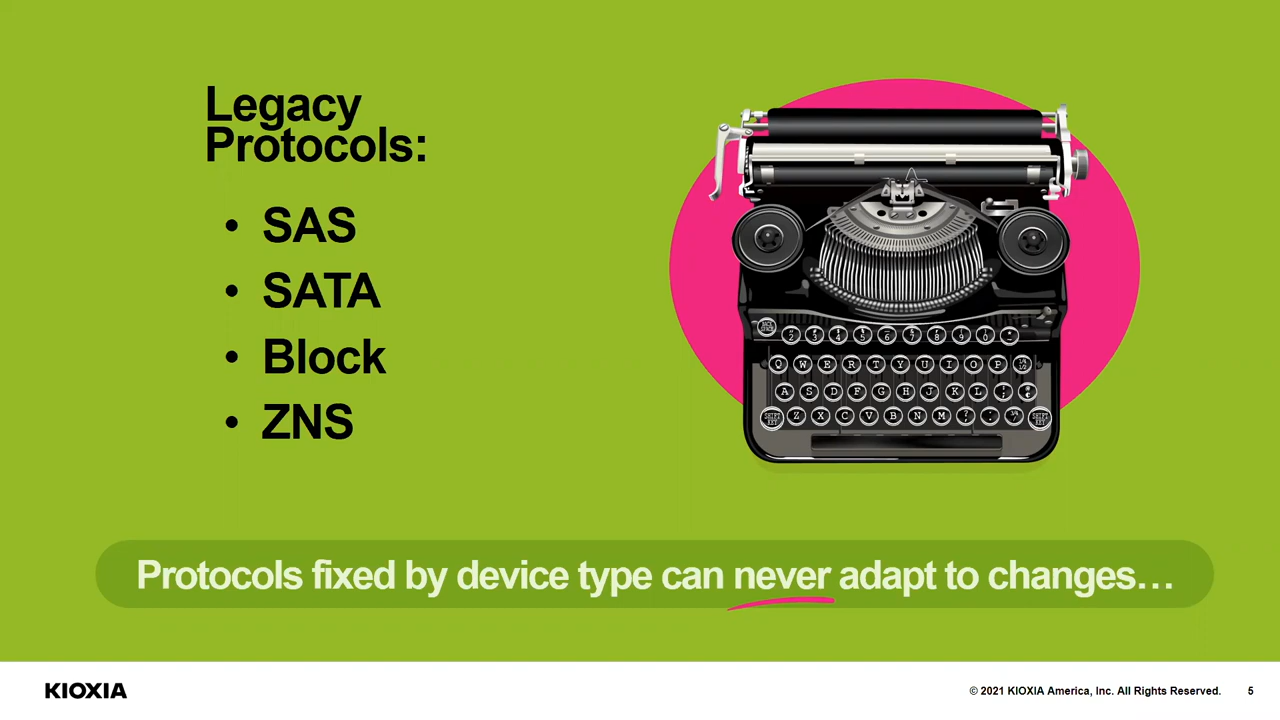 Legacy
Protocols:
• SAS
• SATA
• Block
• ZNS
Q W E R T Y U I O P
A S D F G H J K L
Z X C V B N M
Protocols fixed by device type can never adapt to changes…
KIOXIA
© 2021 KIOXIA America, Inc. All Rights Reserved.
5